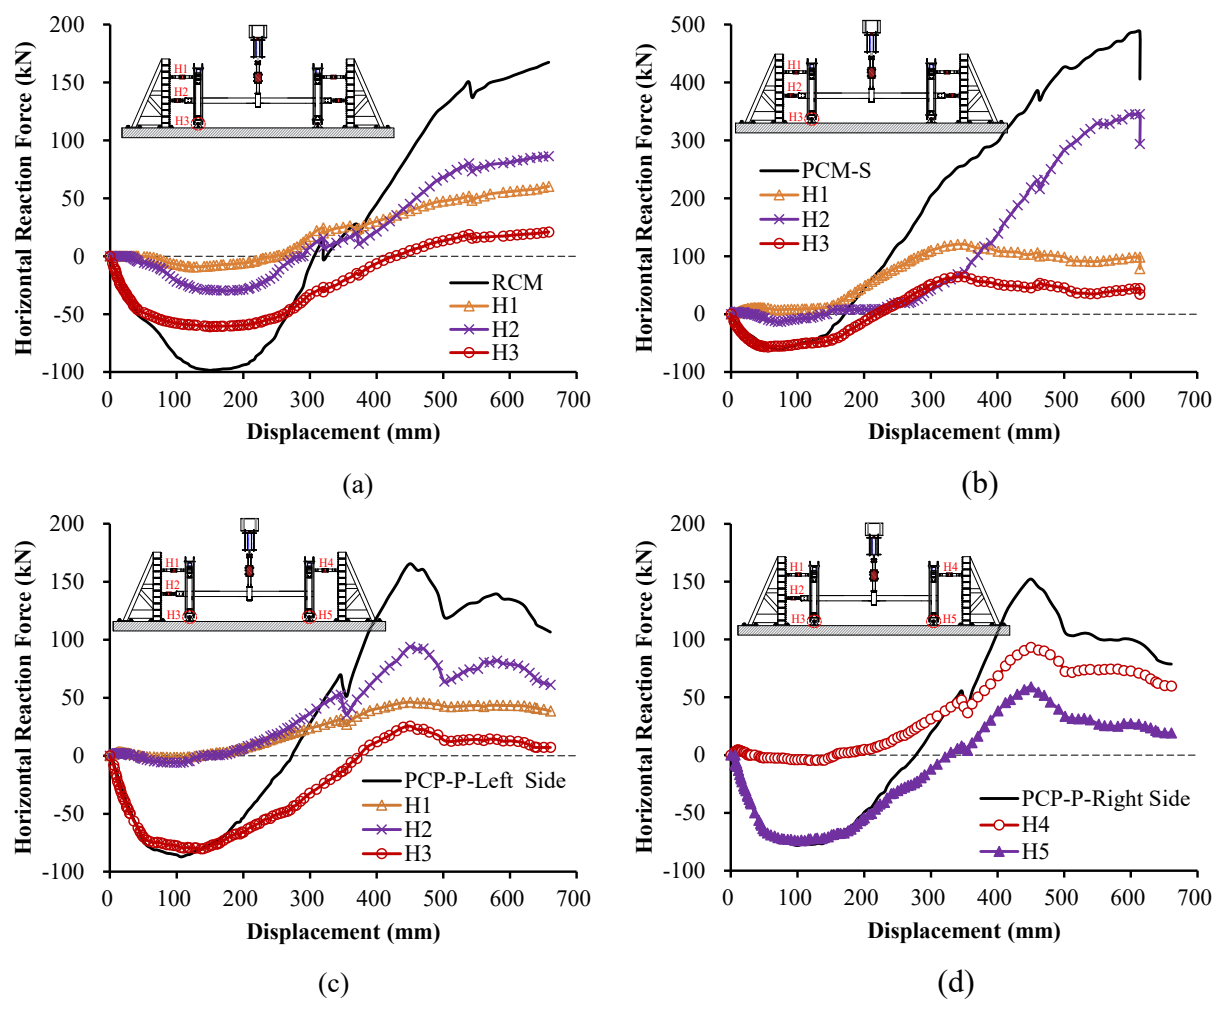 200
150
100
50
0
-50
-100
Horizontal Reaction Force (kN)
H1
H2
H3
RCM
H1
H2
H3
0 100 200 300 400 500 600 700
Displacement (mm)
(a)
500
400
300
200
100
0
-100
Horizontal Reaction Force (kN)
H1
H2
H3
PCM-S
H1
H2
H3
0 100 200 300 400 500 600 700
Displacement (mm)
(b)
200
150
100
50
0
-50
-100
Horizontal Reaction Force (kN)
H1 H4
H2
H3 H5
PCP-P-Left Side
H1
H2
H3
0 100 200 300 400 500 600 700
Displacement (mm)
(c)
200
150
100
50
0
-50
-100
Horizontal Reaction Force (kN)
H1 H4
H2
H3 H5
PCP-P-Right Side
H4
H5
0 100 200 300 400 500 600 700
Displacement (mm)
(d)